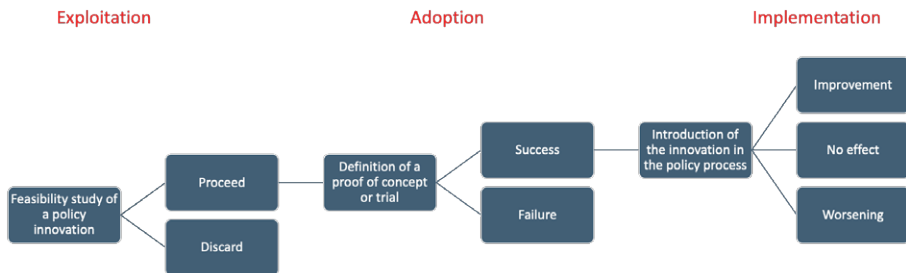 Exploitation
Adoption
Implementation
Feasibility study of
a policy
innovation
Proceed
Discard
Definition of a
proof of concept
or trial
Success
Failure
Introduction of
the innovation in
the policy process
Improvement
No effect
Worsening